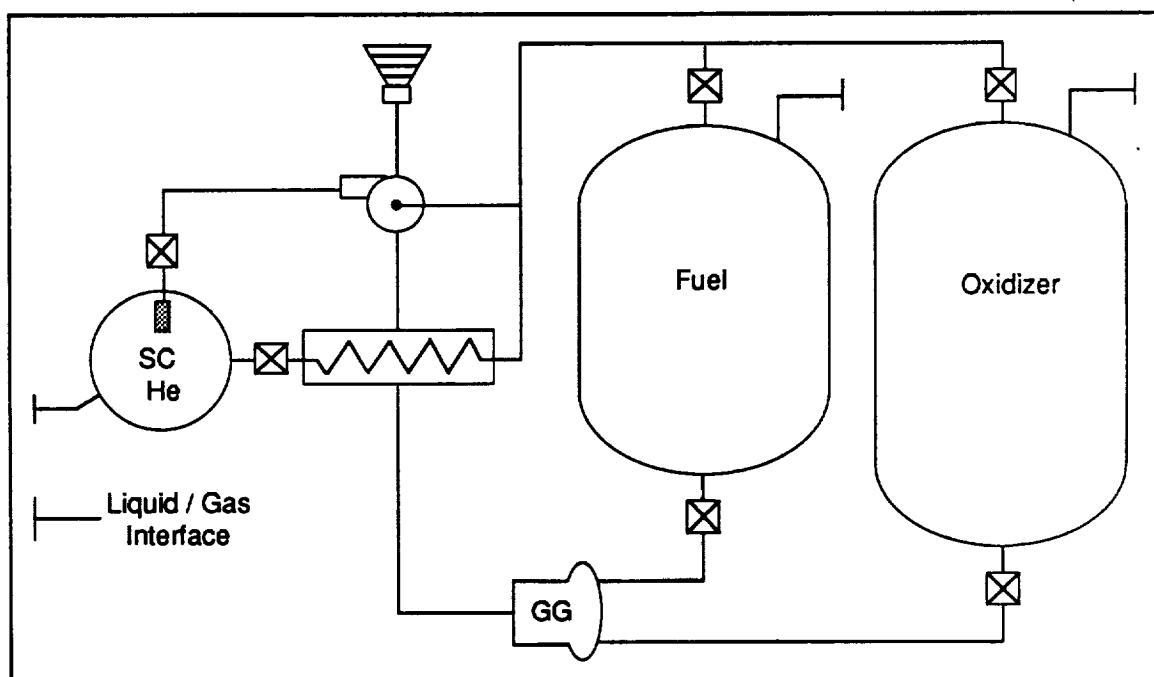 Fuel
Oxidizer
SC
He
Liquid / Gas
Interface
GG